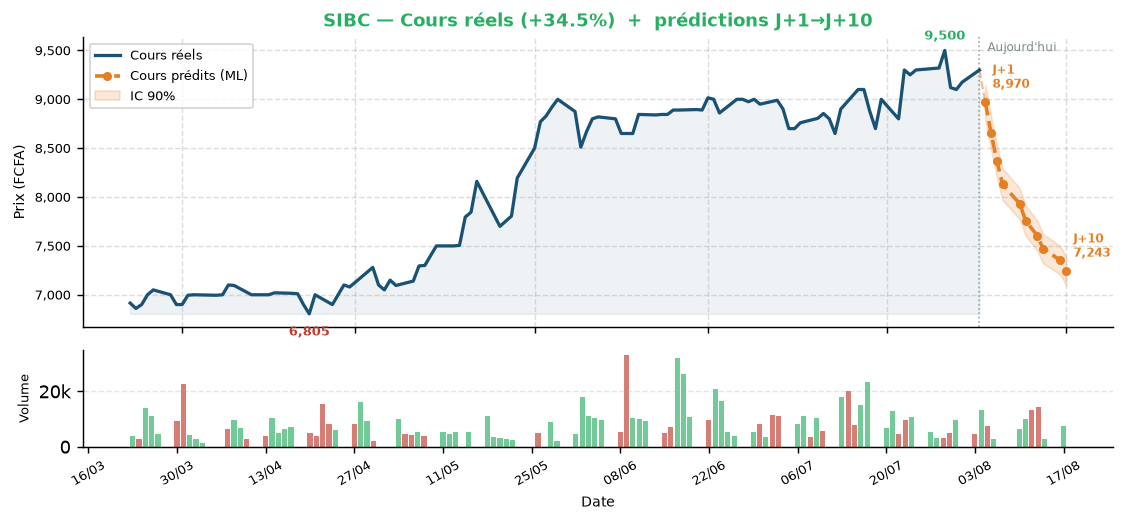 SIBC — Cours réels (+34.5%)  +  prédictions J+1→J+10
Cours réels
Cours prédits (ML)
IC 90%
9,500
Aujourd'hui
J+1
8,970
J+10
7,243
6,805
Prix (FCFA)
9,500
9,000
8,500
8,000
7,500
7,000
Volume
20k
0
16/03
30/03
13/04
27/04
11/05
25/05
08/06
22/06
06/07
20/07
03/08
17/08
Date